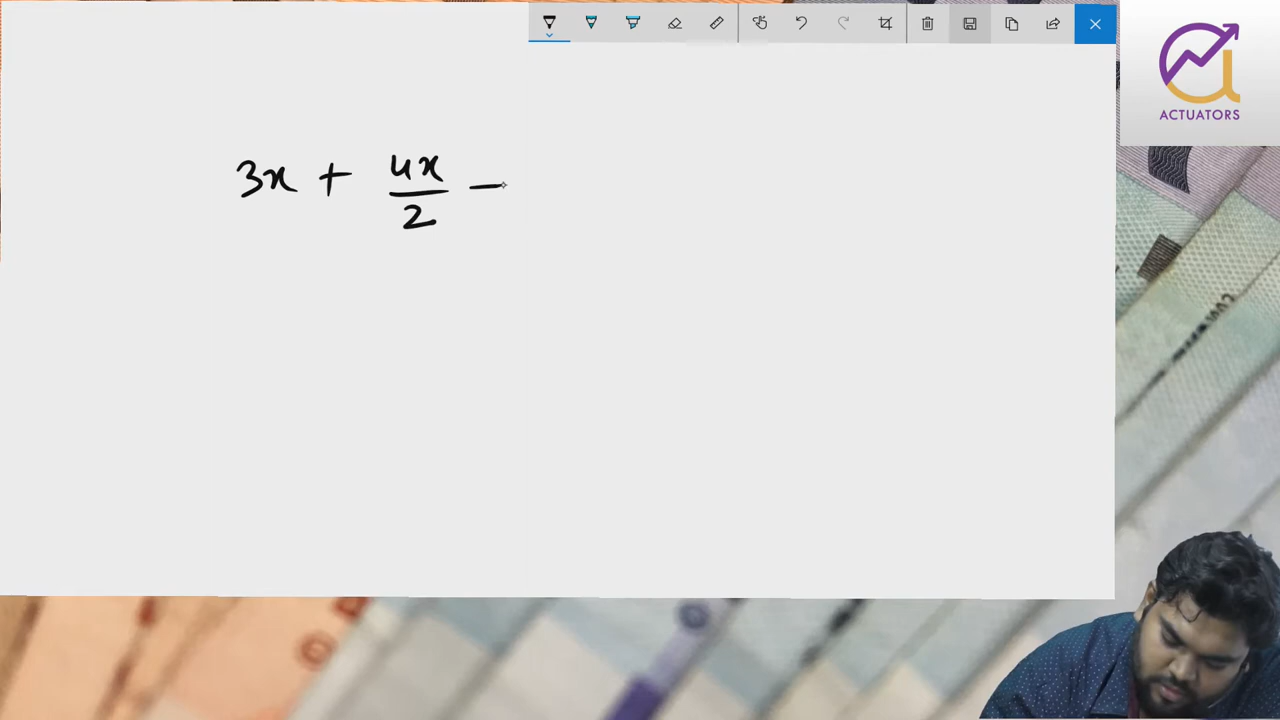 ACTUATORS
3x + 4x/2 –